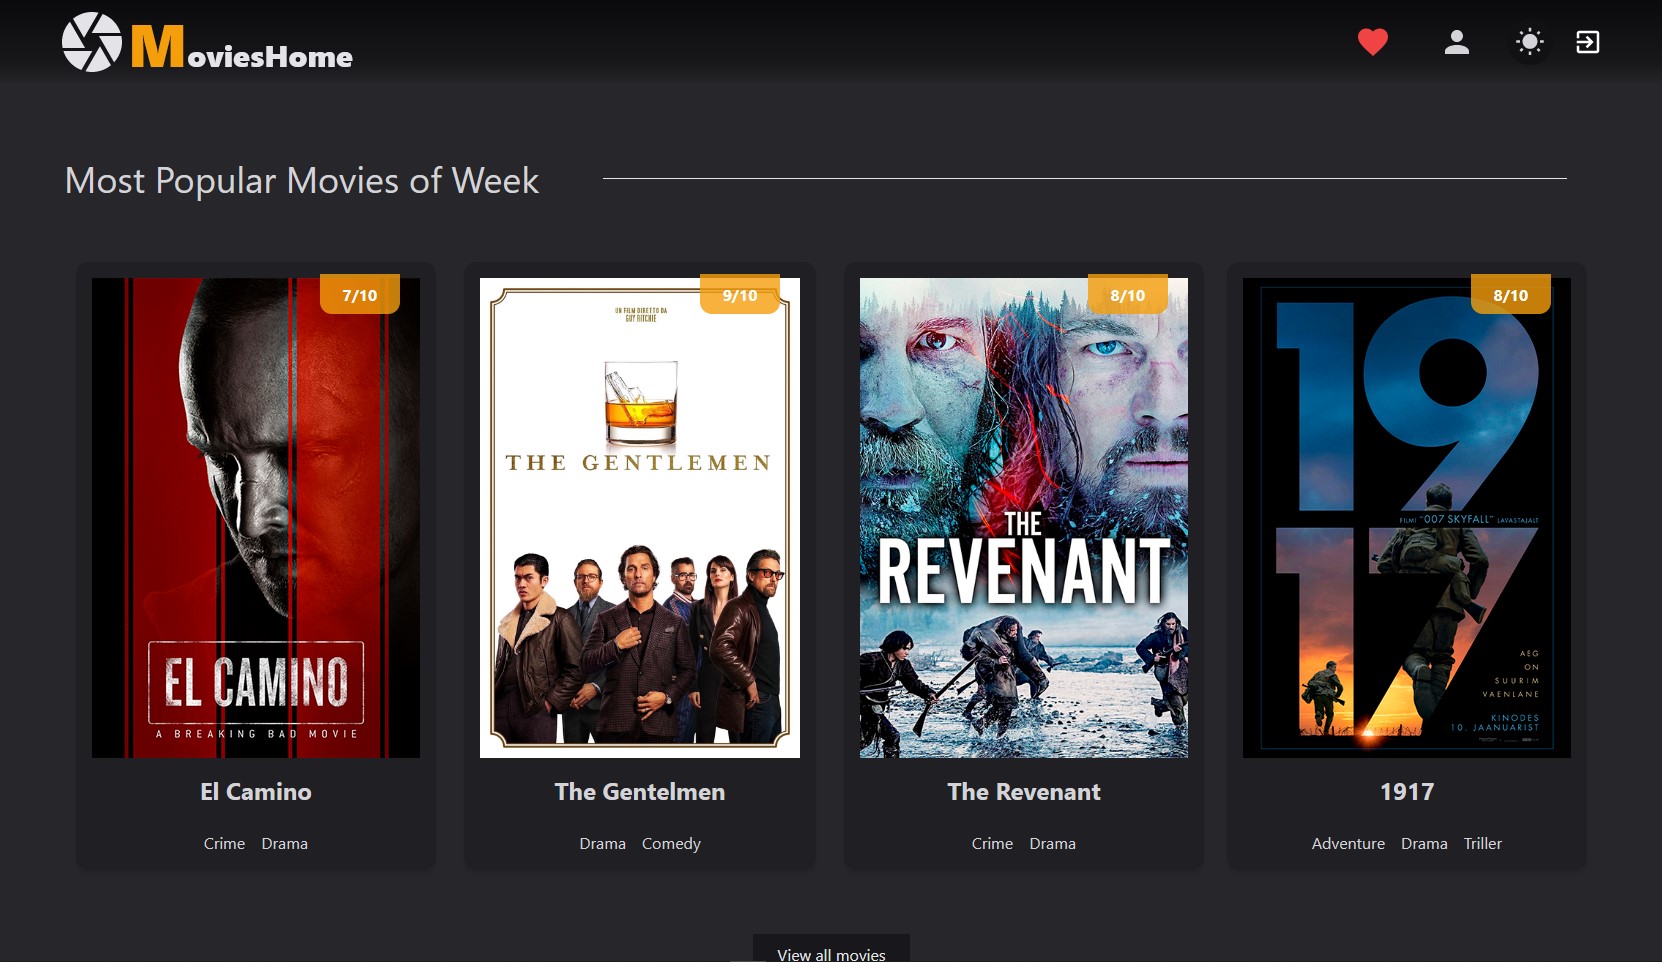 MoviesHome
Most Popular Movies of Week
7/10
EL CAMINO
A BREAKING BAD MOVIE
El Camino
Crime Drama
9/10
UN FILM DIRETTO DA
GUY RITCHIE
THE GENTLEMEN
The Gentelmen
Drama Comedy
8/10
THE
REVENANT
The Revenant
Crime Drama
8/10
19
FILMI "007 SKYFALL" LAVASTAJALT
17
AEG
ON
SUURIM
VAENLANE
KINODES
10. JAANUARIST
1917
Adventure Drama Triller
View all movies